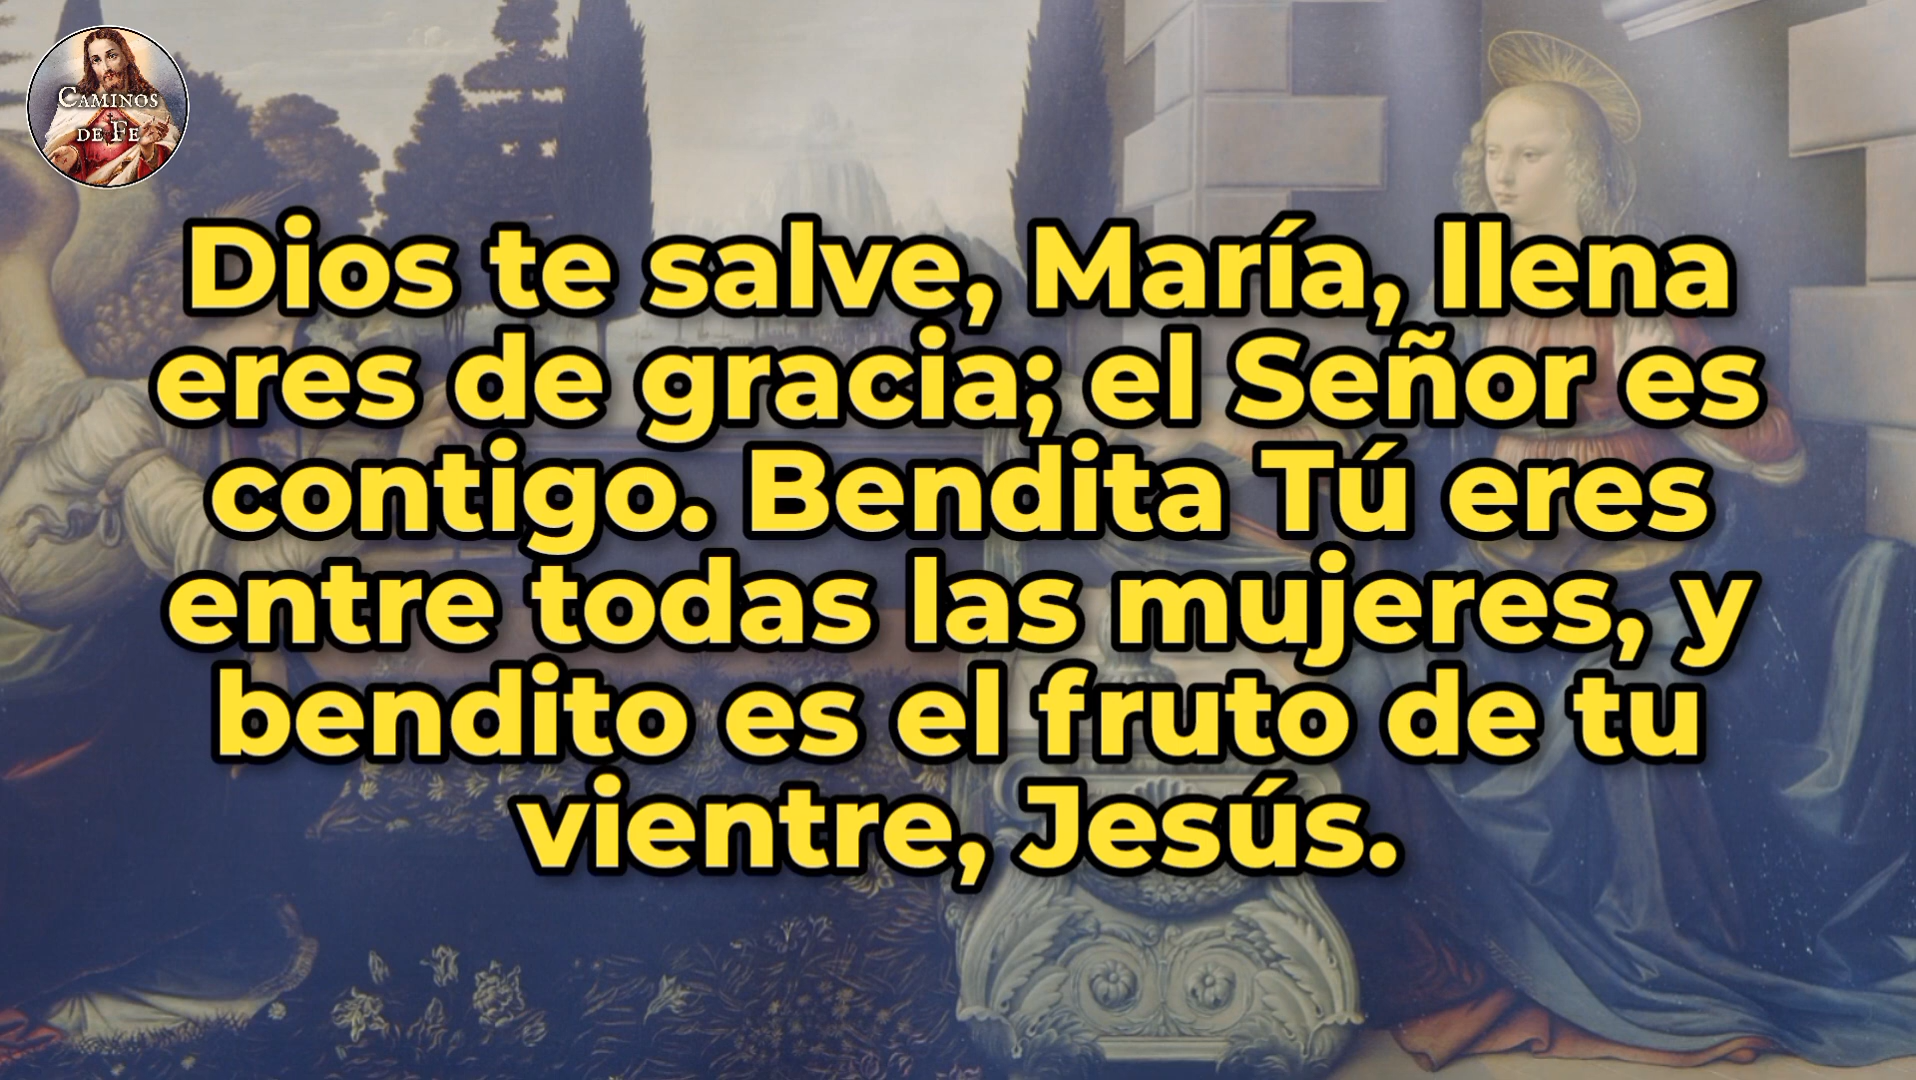 CAMINOS
DE FE
Dios te salve, María, llena
eres de gracia; el Señor es
contigo. Bendita Tú eres
entre todas las mujeres, y
bendito es el fruto de tu
vientre, Jesús.